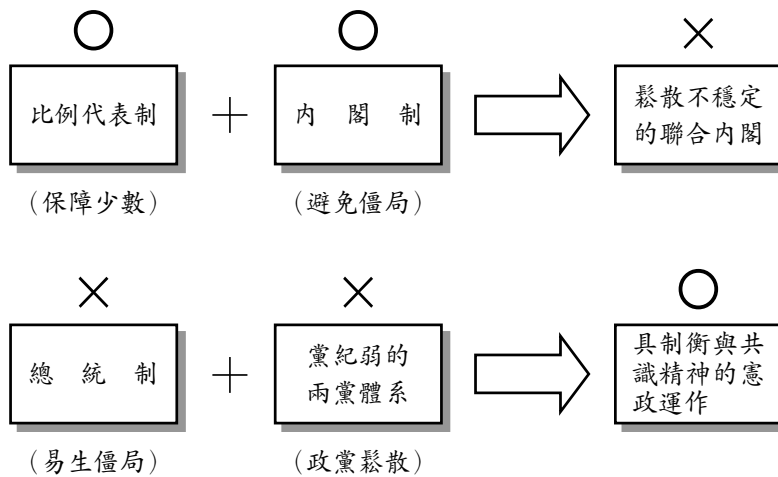 比例代表制
內閣制
鬆散不穩定
的聯合內閣
（保障少數）
（避免僵局）
總統制
黨紀弱的
兩黨體系
具制衡與共
識精神的憲
政運作
（易生僵局）
（政黨鬆散）